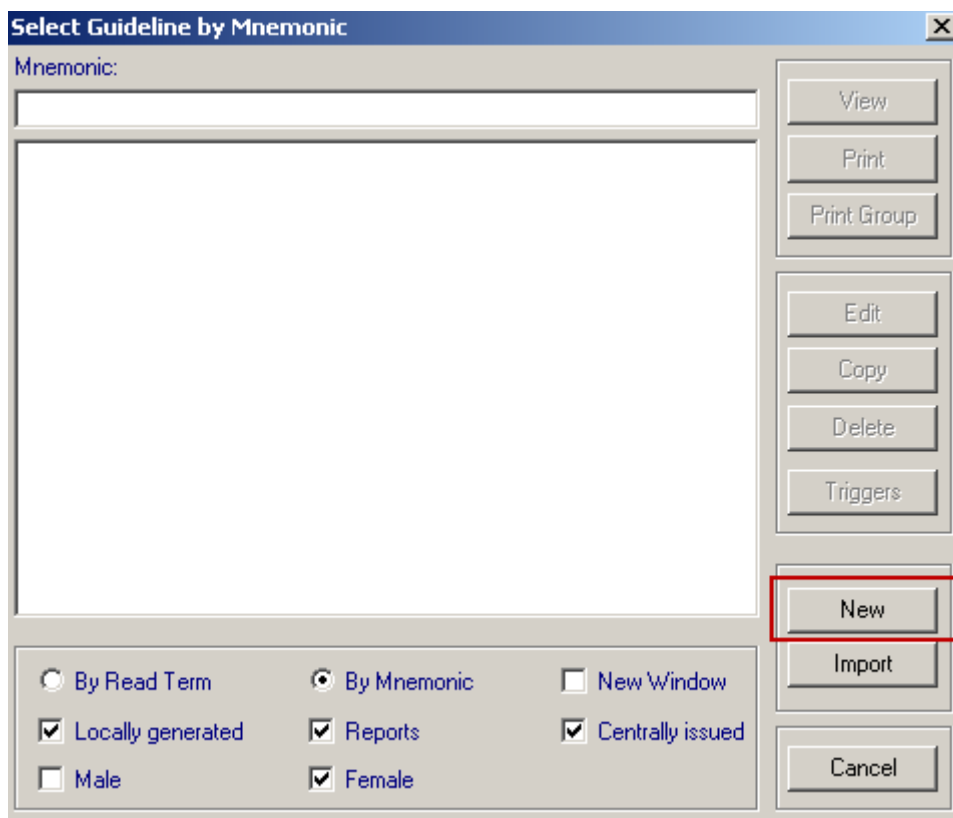 Select Guideline by Mnemonic
Mnemonic:
View
Print
Print Group
Edit
Copy
Delete
Triggers
New
Import
By Read Term By Mnemonic New Window
Locally generated Reports Centrally issued
Male Female
Cancel